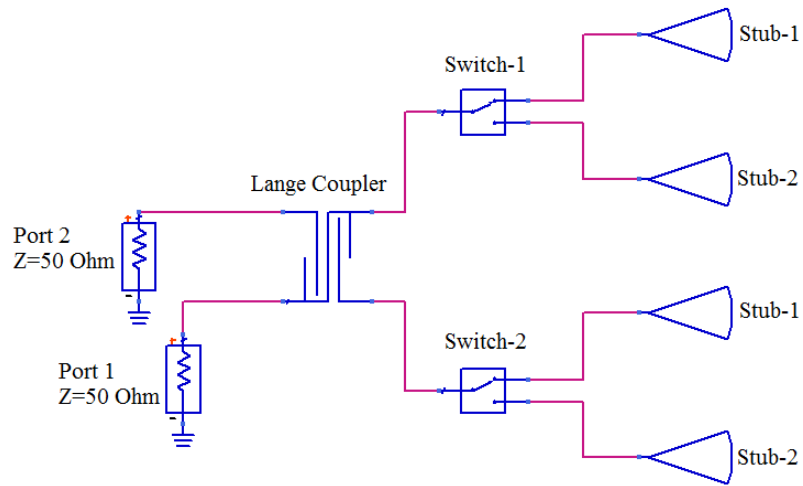 Stub-1
Switch-1
Stub-2
Lange Coupler
Port 2
Z=50 Ohm
Stub-1
Switch-2
Port 1
Z=50 Ohm
Stub-2